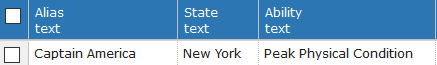 Alias State Ability
text text text
Captain America New York Peak Physical Condition